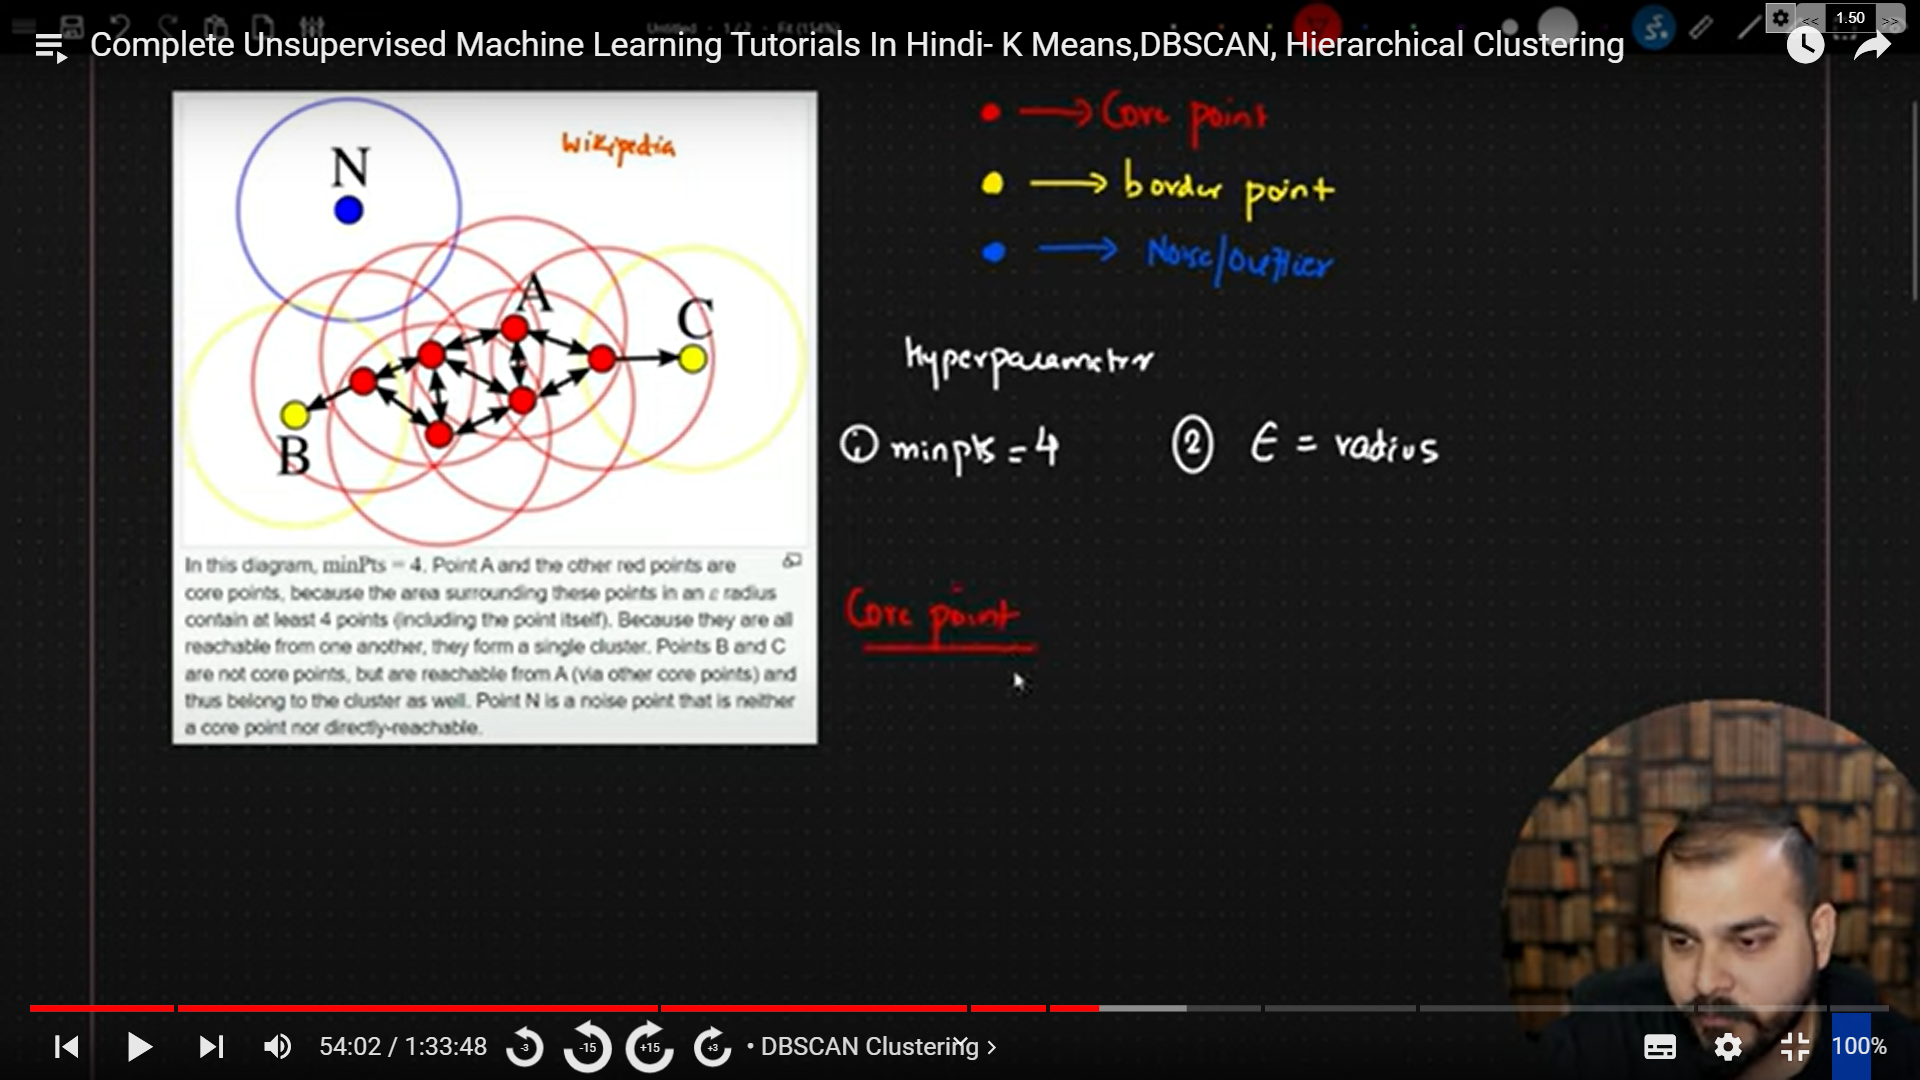 1.50
Complete Unsupervised Machine Learning Tutorials In Hindi- K Means,DBSCAN, Hierarchical Clustering
Wikipedia
N
A
C
B
In this diagram, minPts = 4. Point A and the other red points are
core points, because the area surrounding these points in an ε radius
contain at least 4 points (including the point itself). Because they are all
reachable from one another, they form a single cluster. Points B and C
are not core points, but are reachable from A (via other core points) and
thus belong to the cluster as well. Point N is a noise point that is neither
a core point nor directly-reachable.
Core point
border point
Noise/outlier
Hyperparameter
① minpts = 4
② ε = radius
Core point
54:02 / 1:33:48
-3
-15
+15
+3
• DBSCAN Clustering
100%